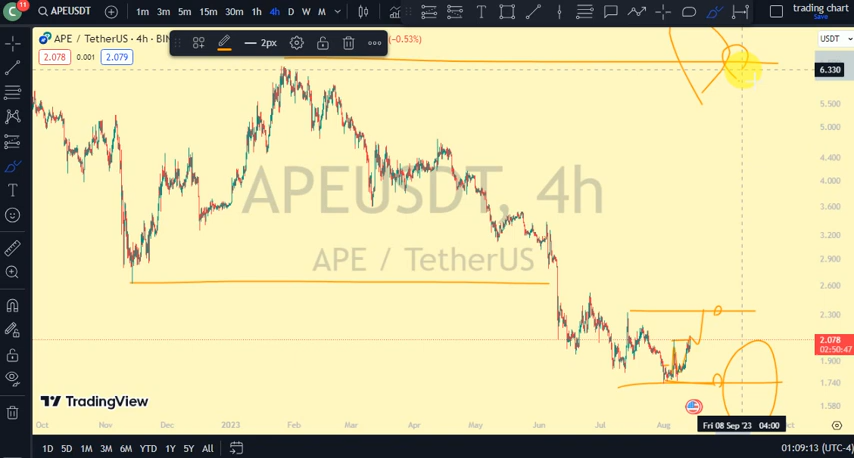 C 11 APEUSDT 1m 3m 5m 15m 30m 1h 4h D W M trading chart Save
APE / TetherUS · 4h · BIN (−0.53%) USDT
2.078 0.001 2.079
2px
6.330
5.500
5.000
4.400
4.000
3.600
3.200
2.900
2.600
2.300
2.078
02:50:47
1.900
1.740
1.580
APEUSDT, 4h
APE / TetherUS
TradingView
Oct Nov Dec 2023 Feb Mar Apr May Jun Jul Aug Fri 08 Sep '23 04:00
1D 5D 1M 3M 6M YTD 1Y 5Y All 01:09:13 (UTC-4)